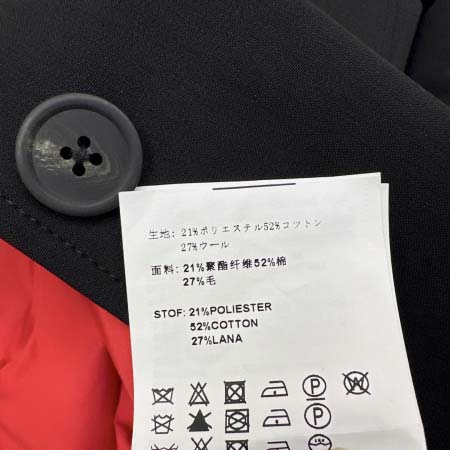 生地: 21%ポリエステル52%コットン
27%ウール
面料: 21%聚酯纤维52%棉
27%毛
STOF: 21%POLIESTER
52%COTTON
27%LANA